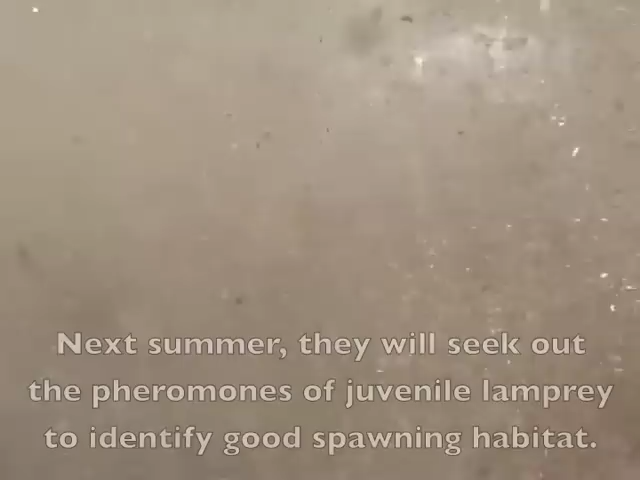 Next summer, they will seek out
the pheromones of juvenile lamprey
to identify good spawning habitat.